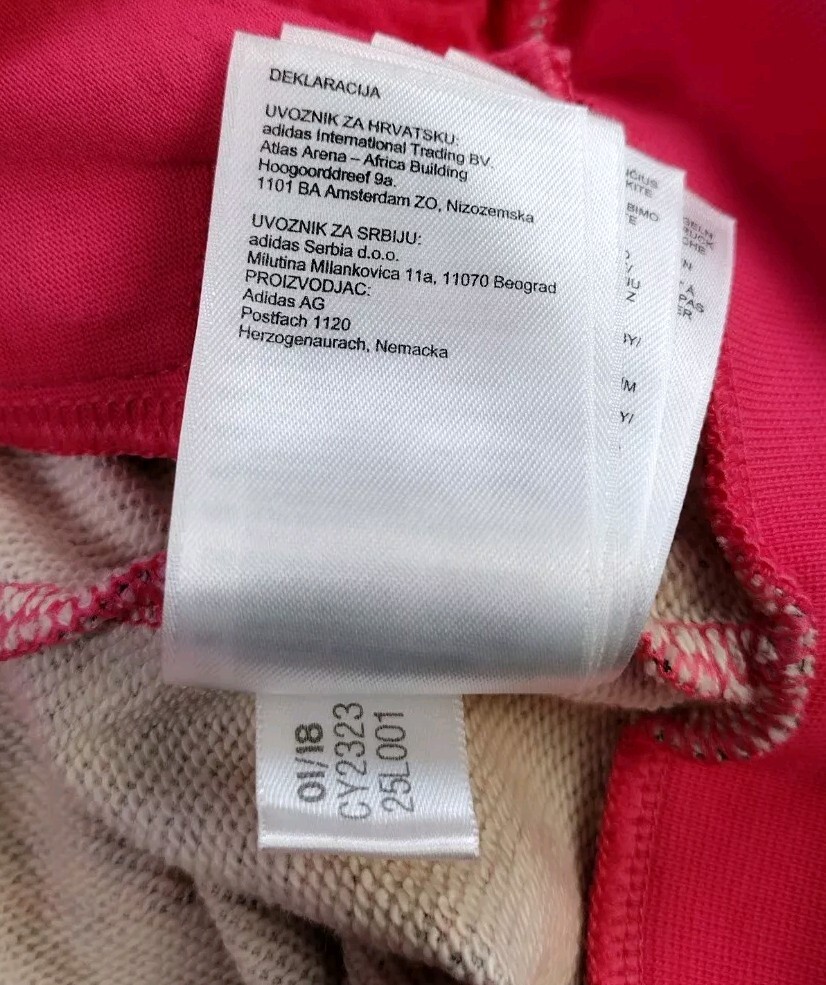 DEKLARACIJA
UVOZNIK ZA HRVATSKU:
adidas International Trading BV.
Atlas Arena – Africa Building
Hoogoorddreef 9a.
1101 BA Amsterdam ZO, Nizozemska
UVOZNIK ZA SRBIJU:
adidas Serbia d.o.o.
Milutina Milankovica 11a, 11070 Beograd
PROIZVODJAC:
Adidas AG
Postfach 1120
Herzogenaurach, Nemacka
BIMO
01/18
CY2323
25L001